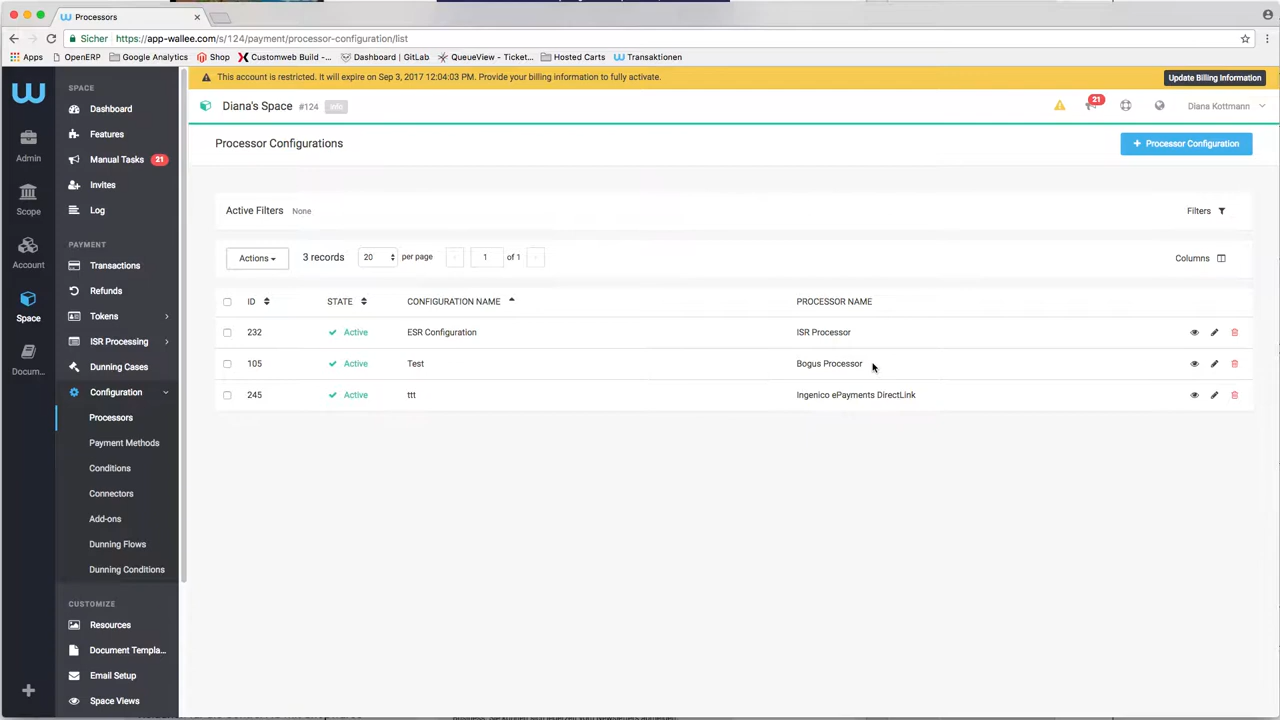 Processors
Sicher https://app-wallee.com/s/124/payment/processor-configuration/list
Apps OpenERP Google Analytics Shop Customweb Build -... Dashboard | GitLab QueueView - Ticket... Hosted Carts Transaktionen
This account is restricted. It will expire on Sep 3, 2017 12:04:03 PM. Provide your billing information to fully activate. Update Billing Information
Diana's Space #124 Info 21 Diana Kottmann
Admin
Scope
Account
Space
Docum...
SPACE
Dashboard
Features
Manual Tasks 21
Invites
Log
PAYMENT
Transactions
Refunds
Tokens
ISR Processing
Dunning Cases
Configuration
Processors
Payment Methods
Conditions
Connectors
Add-ons
Dunning Flows
Dunning Conditions
CUSTOMIZE
Resources
Document Templa...
Email Setup
Space Views
Processor Configurations + Processor Configuration
Active Filters None Filters
Actions 3 records 20 per page 1 of 1 Columns
ID STATE CONFIGURATION NAME PROCESSOR NAME
232 Active ESR Configuration ISR Processor
105 Active Test Bogus Processor
245 Active ttt Ingenico ePayments DirectLink